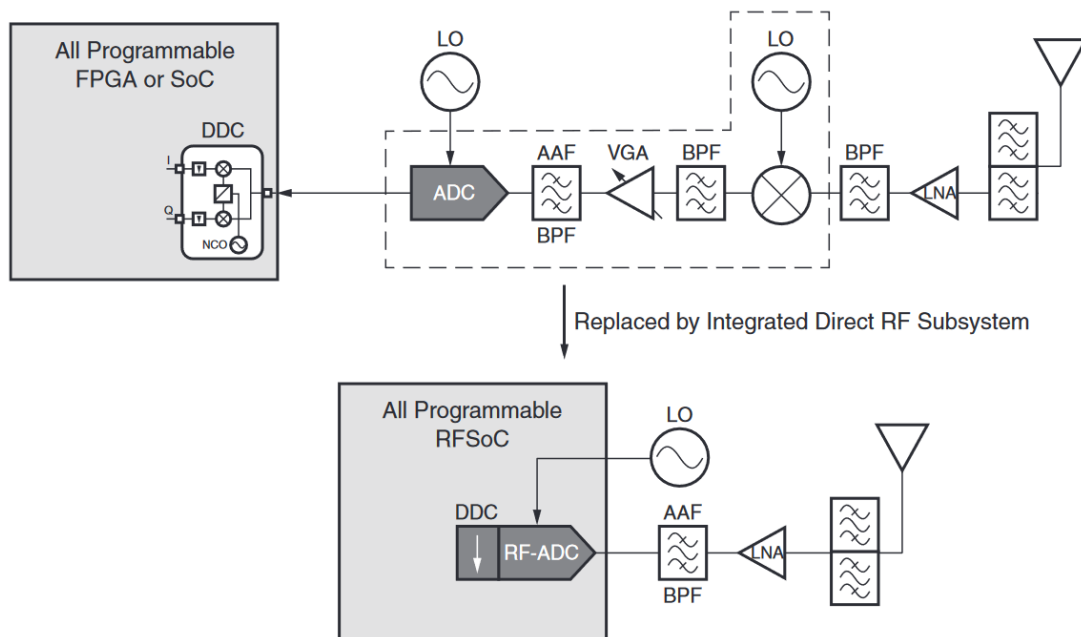 All Programmable
FPGA or SoC
DDC
I
Q
NCO
LO
LO
ADC
AAF
BPF
VGA
BPF
BPF
LNA
Replaced by Integrated Direct RF Subsystem
All Programmable
RFSoC
LO
DDC
RF-ADC
AAF
BPF
LNA